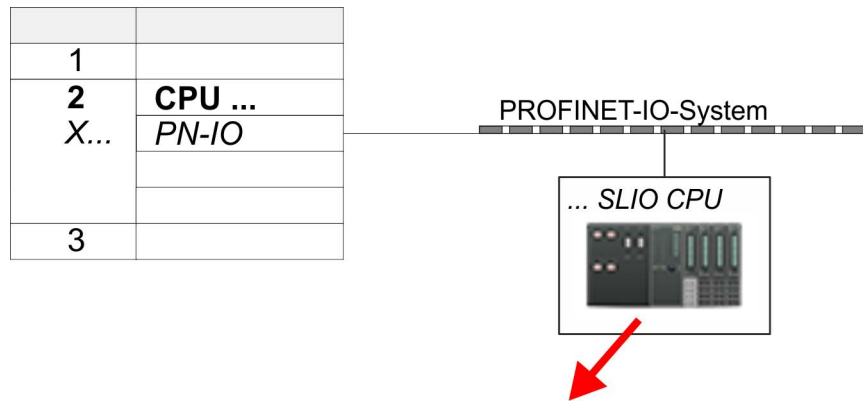 1
2 CPU ...
X... PN-IO
3
PROFINET-IO-System
... SLIO CPU